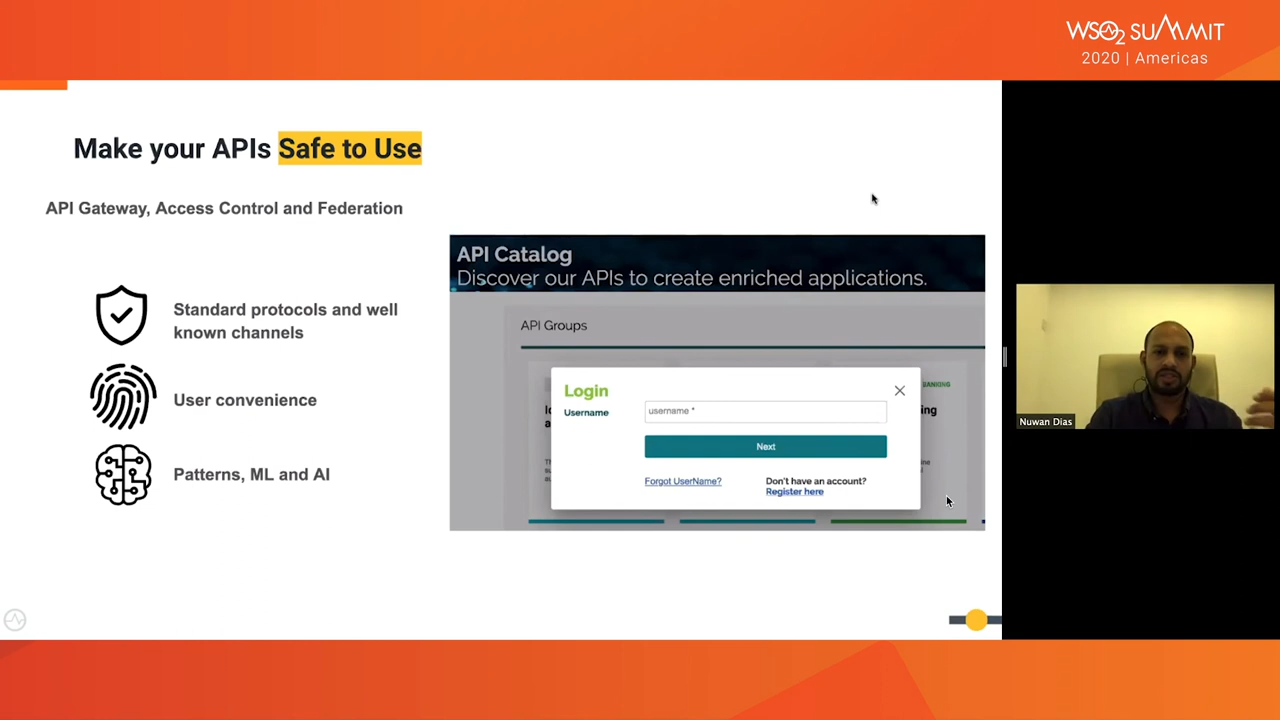 WSO2 SUMMIT
2020 | Americas
Make your APIs Safe to Use
API Gateway, Access Control and Federation
Standard protocols and well
known channels
User convenience
Patterns, ML and AI
API Catalog
Discover our APIs to create enriched applications.
API Groups
BANKING
Login
Username
username *
Next
Forgot UserName?
Don't have an account?
Register here
Nuwan Dias